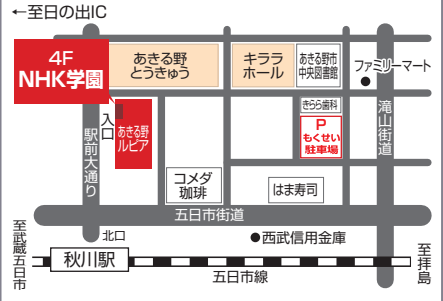 ←至日の出IC
4F
NHK学園
あきる野
とうきゅう
キララ
ホール
あきる野市
中央図書館
ファミリーマート
入口
あきる野
ルピア
きらら歯科
P
もくせい
駐車場
滝山街道
駅前大通り
コメダ
珈琲
はま寿司
五日市街道
至武蔵五日市
北口
西武信用金庫
秋川駅
五日市線
至拝島